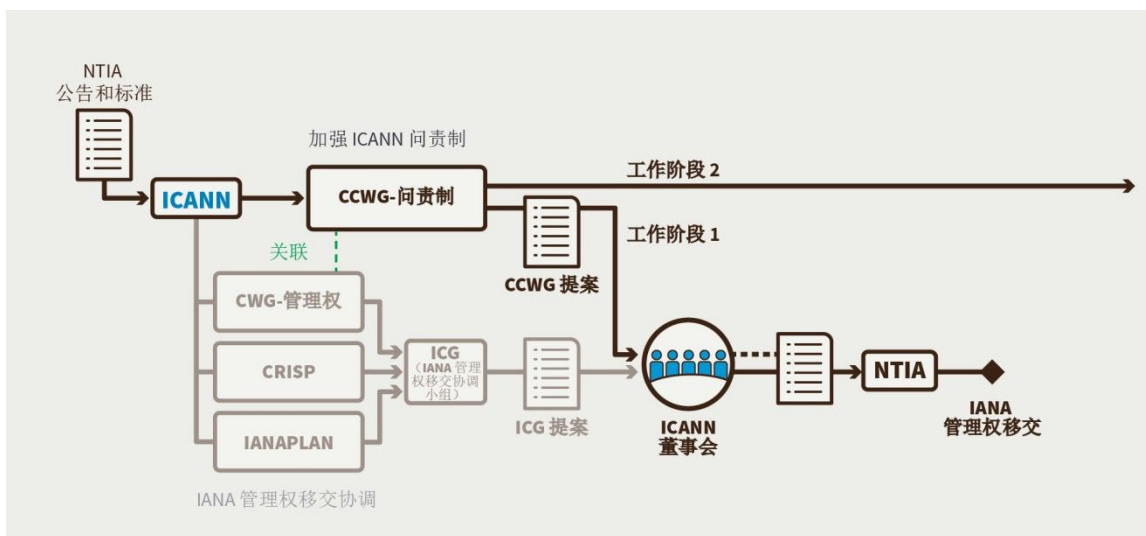 NTIA
公告和标准
加强 ICANN 问责制
ICANN
CCWG-问责制
工作阶段 2
工作阶段 1
关联
CCWG 提案
CWG-管理权
CRISP
IANAPLAN
ICG
（IANA 管理
权移交协调
小组）
ICG 提案
ICANN
董事会
NTIA
IANA
管理权移交
IANA 管理权移交协调